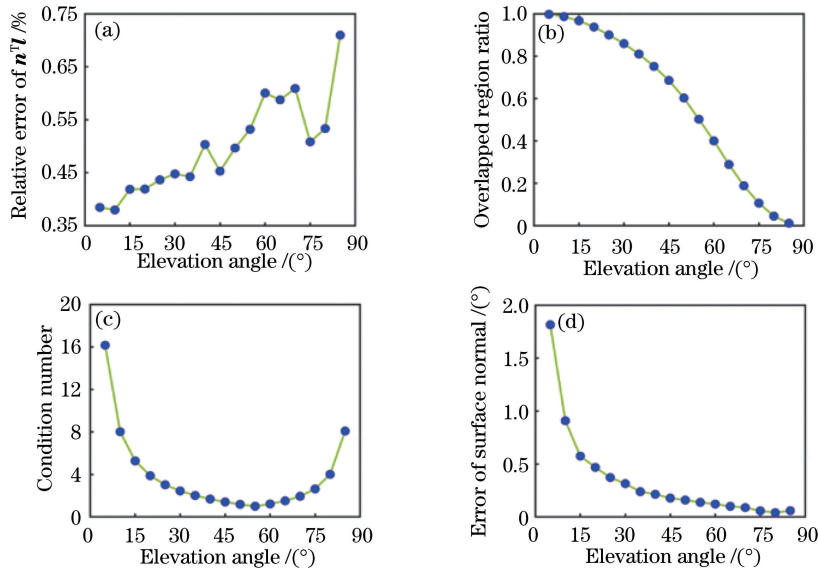 (a)
Relative error of nᵀl /%
0.75
0.65
0.55
0.45
0.35
0 15 30 45 60 75 90
Elevation angle /(°)
(b)
Overlapped region ratio
1.0
0.8
0.6
0.4
0.2
0
0 15 30 45 60 75 90
Elevation angle /(°)
(c)
Condition number
20
16
12
8
4
0
0 15 30 45 60 75 90
Elevation angle /(°)
(d)
Error of surface normal /(°)
2.0
1.5
1.0
0.5
0
0 15 30 45 60 75 90
Elevation angle /(°)